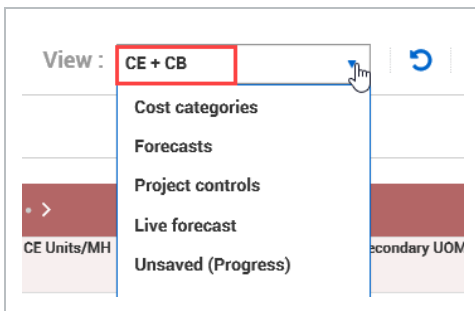 View :
CE + CB
Cost categories
Forecasts
Project controls
Live forecast
CE Units/MH
econdary UOM
Unsaved (Progress)